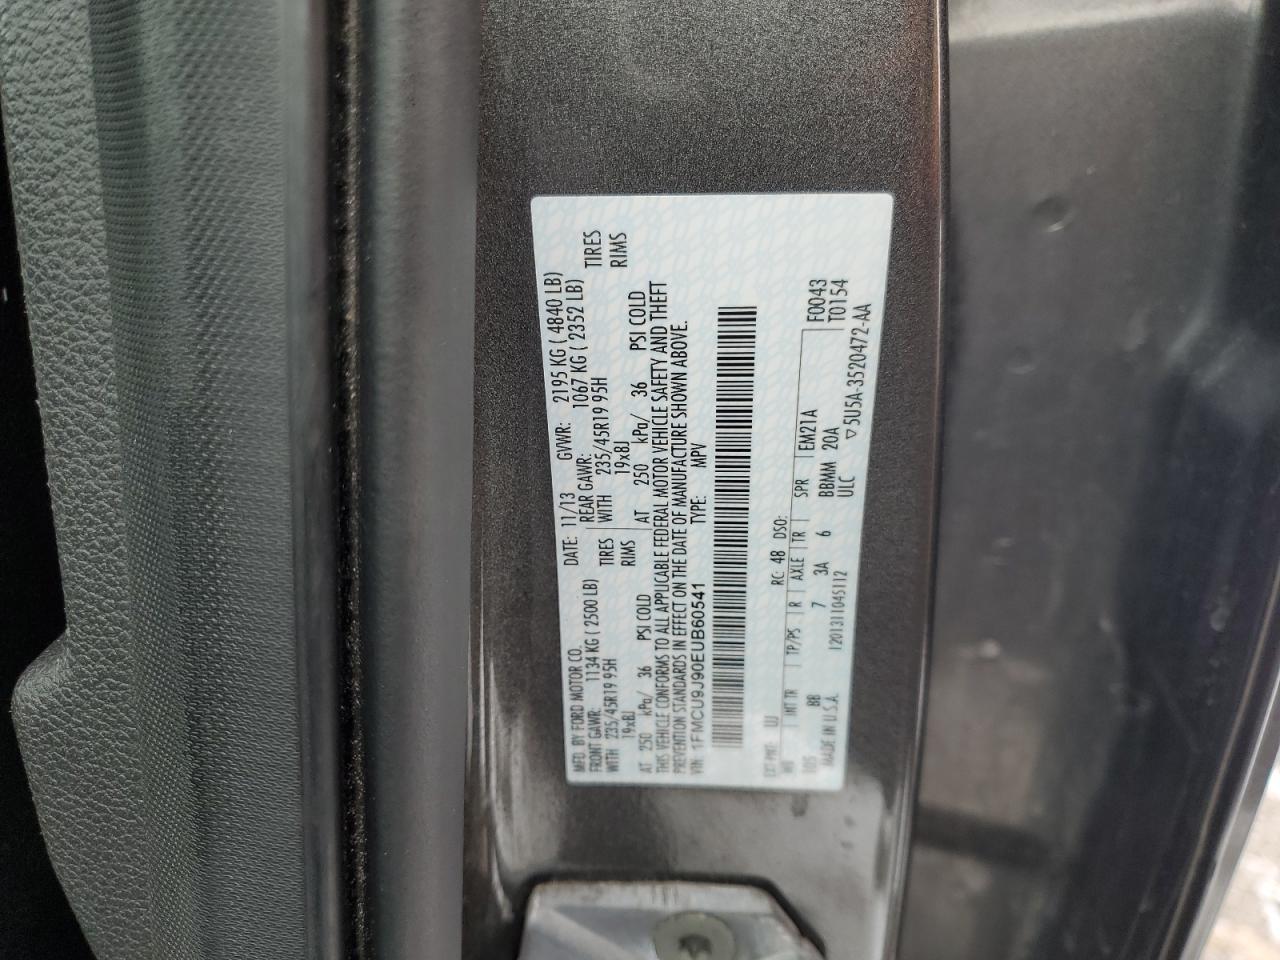 MFD. BY FORD MOTOR CO.
DATE: 11/13 GVWR: 2195 KG ( 4840 LB)
FRONT GAWR: 1134 KG ( 2500 LB) REAR GAWR: 1067 KG ( 2352 LB)
WITH 235/45R19 95H TIRES WITH 235/45R19 95H TIRES
19x8J RIMS 19x8J RIMS
AT 250 kPa/ 36 PSI COLD AT 250 kPa/ 36 PSI COLD
THIS VEHICLE CONFORMS TO ALL APPLICABLE FEDERAL MOTOR VEHICLE SAFETY AND THEFT
PREVENTION STANDARDS IN EFFECT ON THE DATE OF MANUFACTURE SHOWN ABOVE.
VIN: 1FMCU9J90EUB60541 TYPE: MPV
EXT PNT: UJ RC: 48 DSO: F0043
WB INT TR TP/PS R AXLE TR SPR EM21A T0154
BB 7 3A 6 BBMM 20A
MADE IN U.S.A. 120131104S112 ULC ▽5U5A-3520472-AA